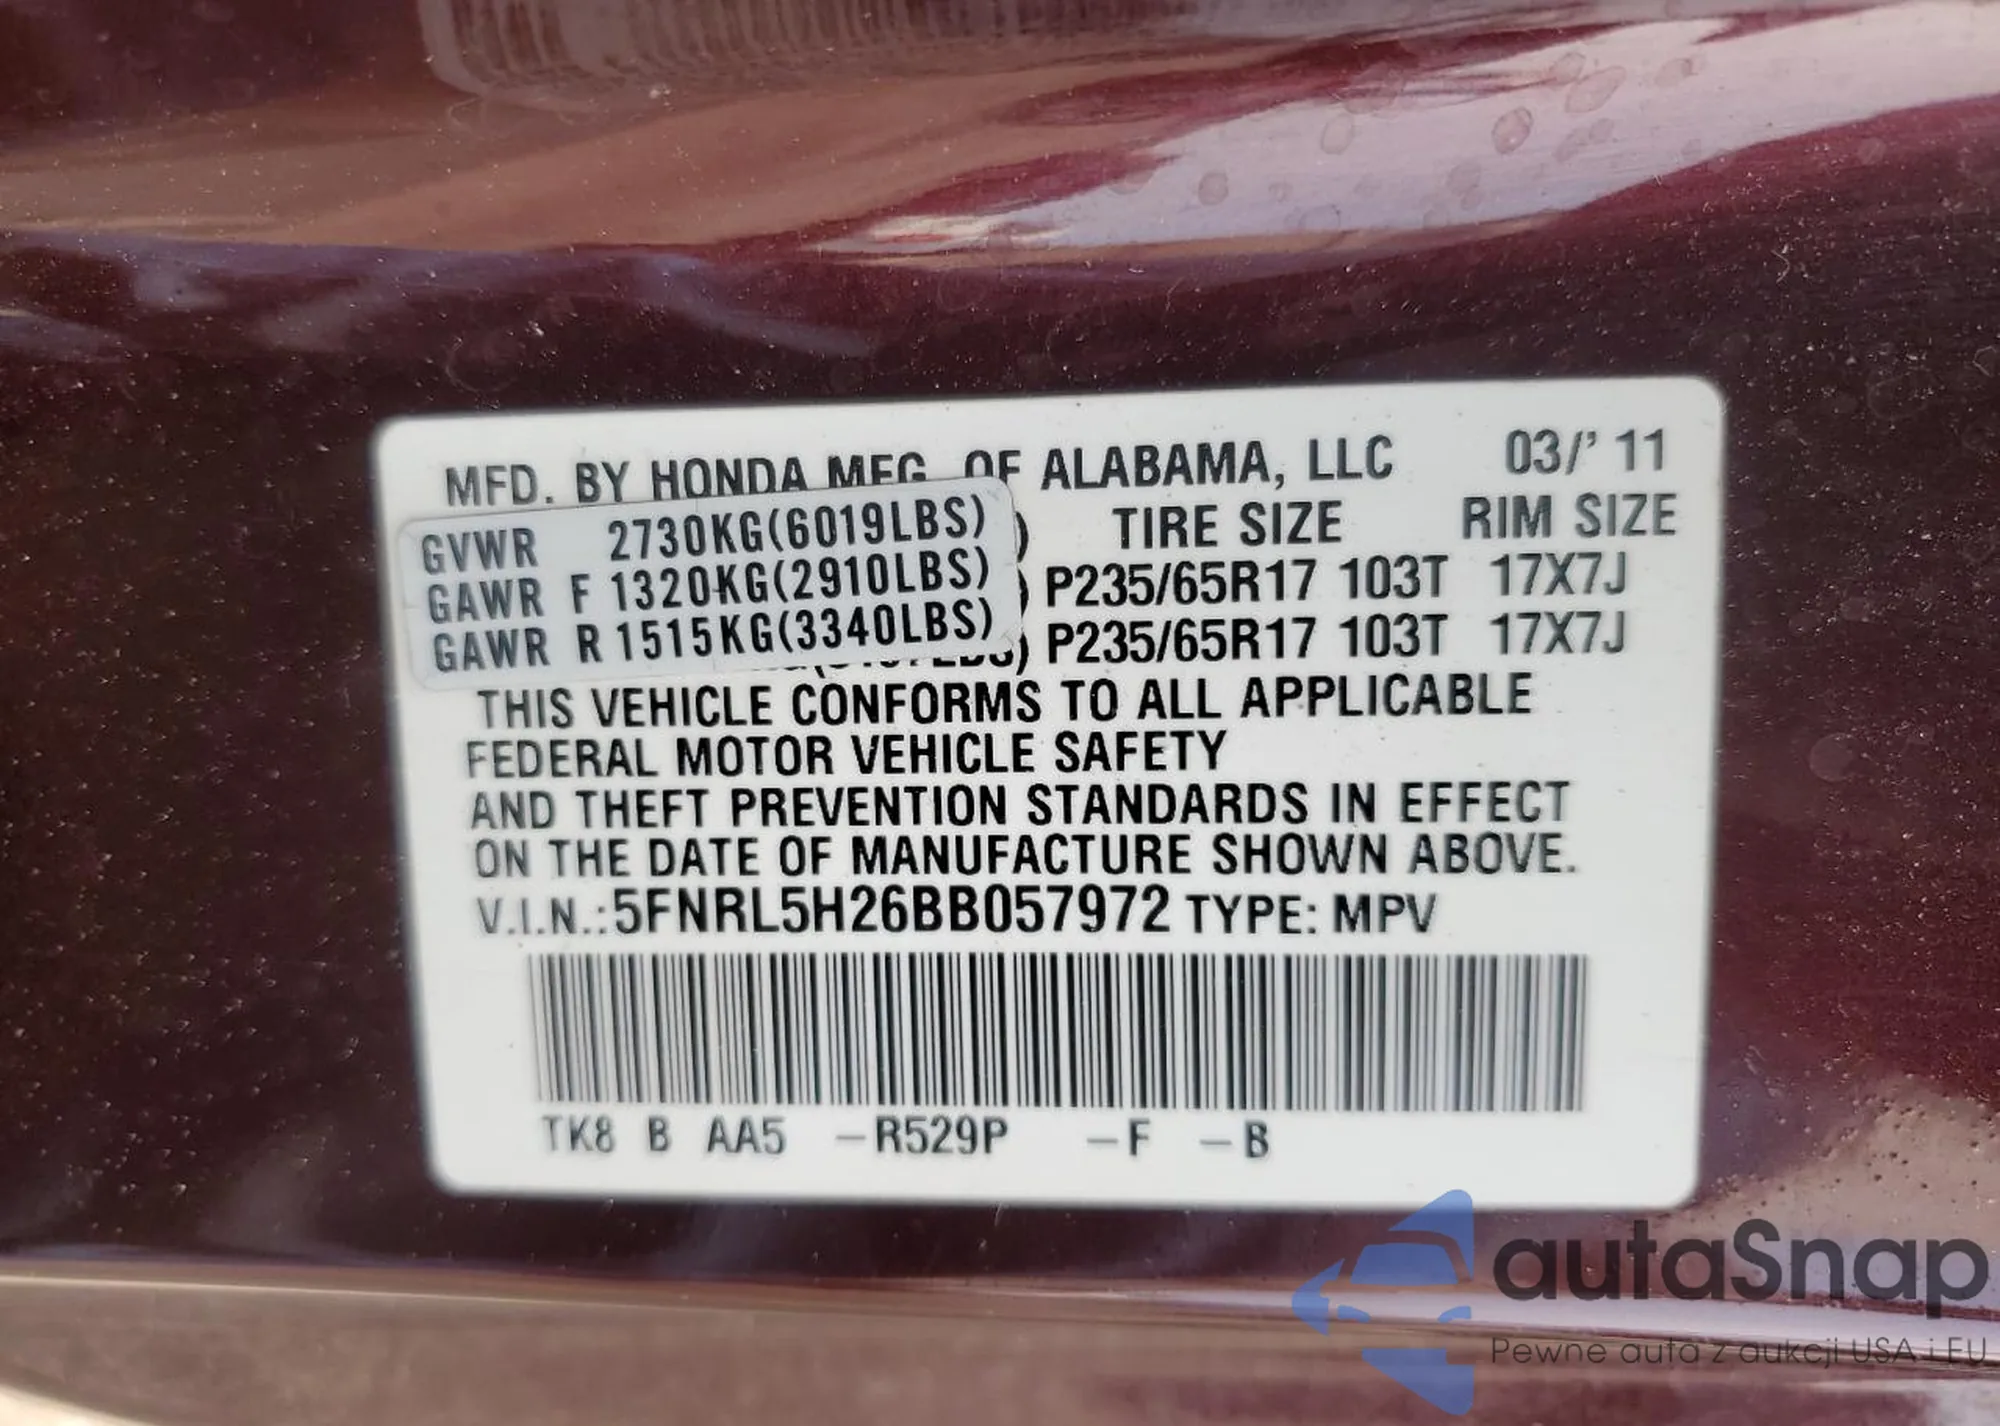 MFD. BY HONDA MFG. OF ALABAMA, LLC 03/' 11
GVWR 2730KG(6019LBS) ) TIRE SIZE RIM SIZE
GAWR F 1320KG(2910LBS) ) P235/65R17 103T 17X7J
GAWR R 1515KG(3340LBS) ) P235/65R17 103T 17X7J
THIS VEHICLE CONFORMS TO ALL APPLICABLE
FEDERAL MOTOR VEHICLE SAFETY
AND THEFT PREVENTION STANDARDS IN EFFECT
ON THE DATE OF MANUFACTURE SHOWN ABOVE.
V.I.N.:5FNRL5H26BB057972 TYPE: MPV
TK8 B AA5 –R529P –F –B
autaSnap
Pewne auta z aukcji USA i EU